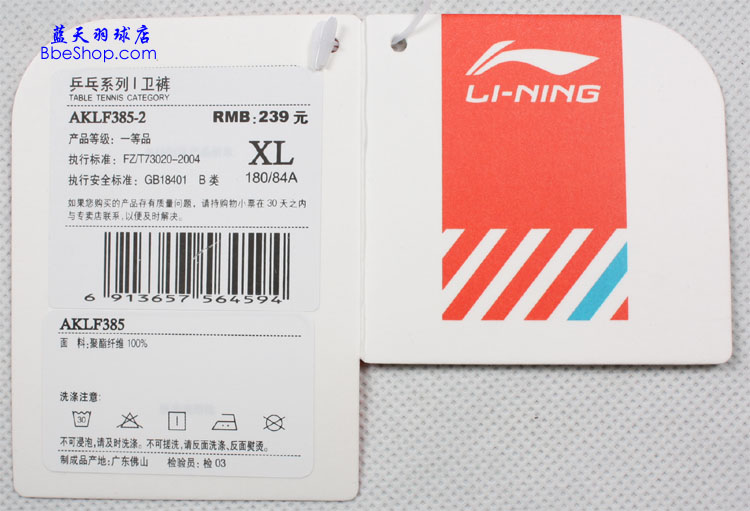 蓝天羽球店
BbeShop.com
乒乓系列 | 卫裤
TABLE TENNIS CATEGORY
AKLF385-2 RMB: 239 元
产品等级: 一等品
执行标准: FZ/T73020-2004
XL
执行安全标准: GB18401 B 类
180/84A
如果您购买的产品存有质量问题, 请持购物小票在 30 天之内
与专卖店联系, 以便及时解决。
6 913657 564594
AKLF385
面 料:聚酯纤维 100%
洗涤注意:
30
不可浸泡,请及时洗涤。不可搓洗,请反面洗涤、反面熨烫。
制成品产地: 广东佛山 检验员: 检 03
LI-NING